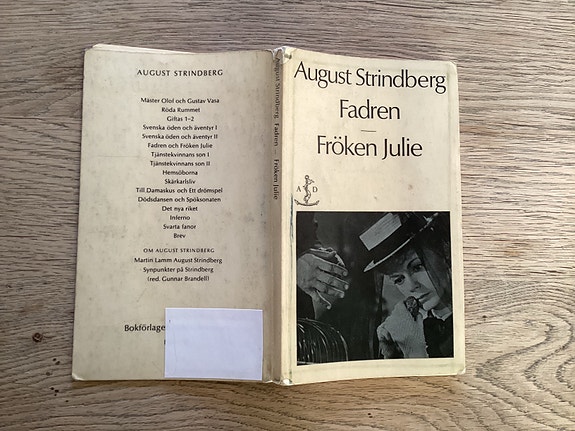 AUGUST STRINDBERG
Mäster Olof och Gustav Vasa
Röda Rummet
Giftas 1–2
Svenska öden och äventyr I
Svenska öden och äventyr II
Fadren och Fröken Julie
Tjänstekvinnans son I
Tjänstekvinnans son II
Hemsöborna
Skärkarlsliv
Till Damaskus och Ett drömspel
Dödsdansen och Spöksonaten
Det nya riket
Inferno
Svarta fanor
Brev
OM AUGUST STRINDBERG
Martin Lamm August Strindberg
Synpunkter på Strindberg
(red. Gunnar Brandell)
Bokförlage
August Strindberg Fadren – Fröken Julie
August Strindberg
Fadren
—
Fröken Julie
A D